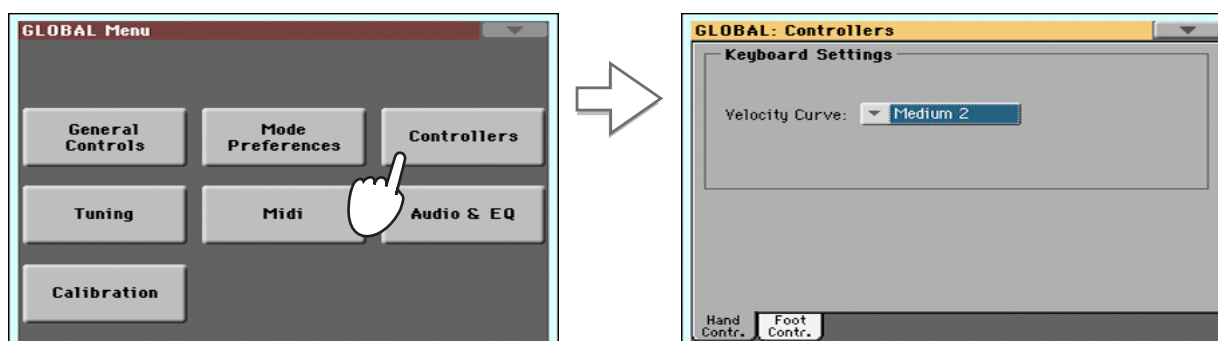 GLOBAL Menu
General
Controls
Mode
Preferences
Controllers
Tuning
Midi
Audio & EQ
Calibration
GLOBAL: Controllers
Keyboard Settings
Velocity Curve: Medium 2
Hand
Contr.
Foot
Contr.